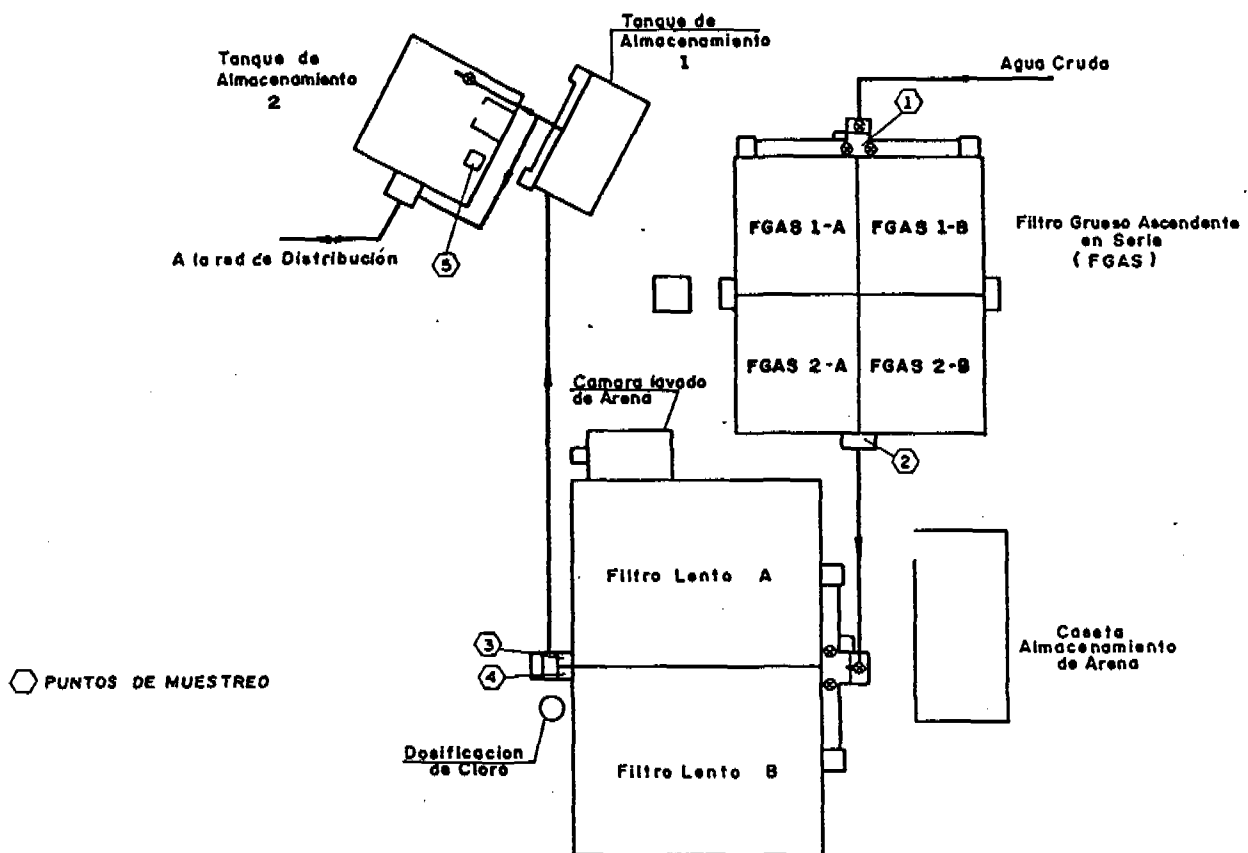 Tanque de
Almacenamiento
1
Tanque de
Almacenamiento
2
Agua Cruda
1
FGAS 1-A
FGAS 1-B
Filtro Grueso Ascendente
en Serie
( FGAS )
A la red de Distribución
5
FGAS 2-A
FGAS 2-B
Camara lavado
de Arena
2
Filtro Lento A
Caseta
Almacenamiento
de Arena
3
4
PUNTOS DE MUESTREO
Dosificacion
de Cloro
Filtro Lento B